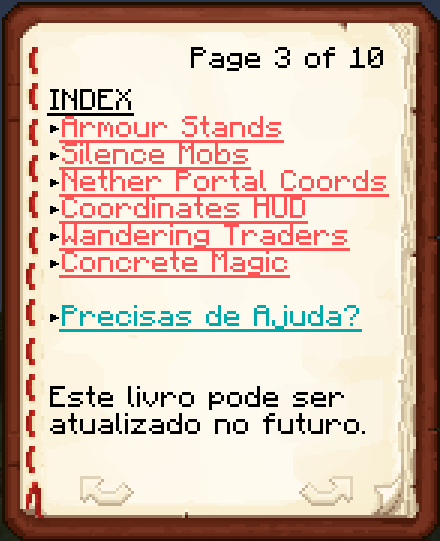 Page 3 of 10
INDEX
▸Armour Stands
▸Silence Mobs
▸Nether Portal Coords
▸Coordinates HUD
▸Wandering Traders
▸Concrete Magic
▸Precisas de Ajuda?
Este livro pode ser
atualizado no futuro.